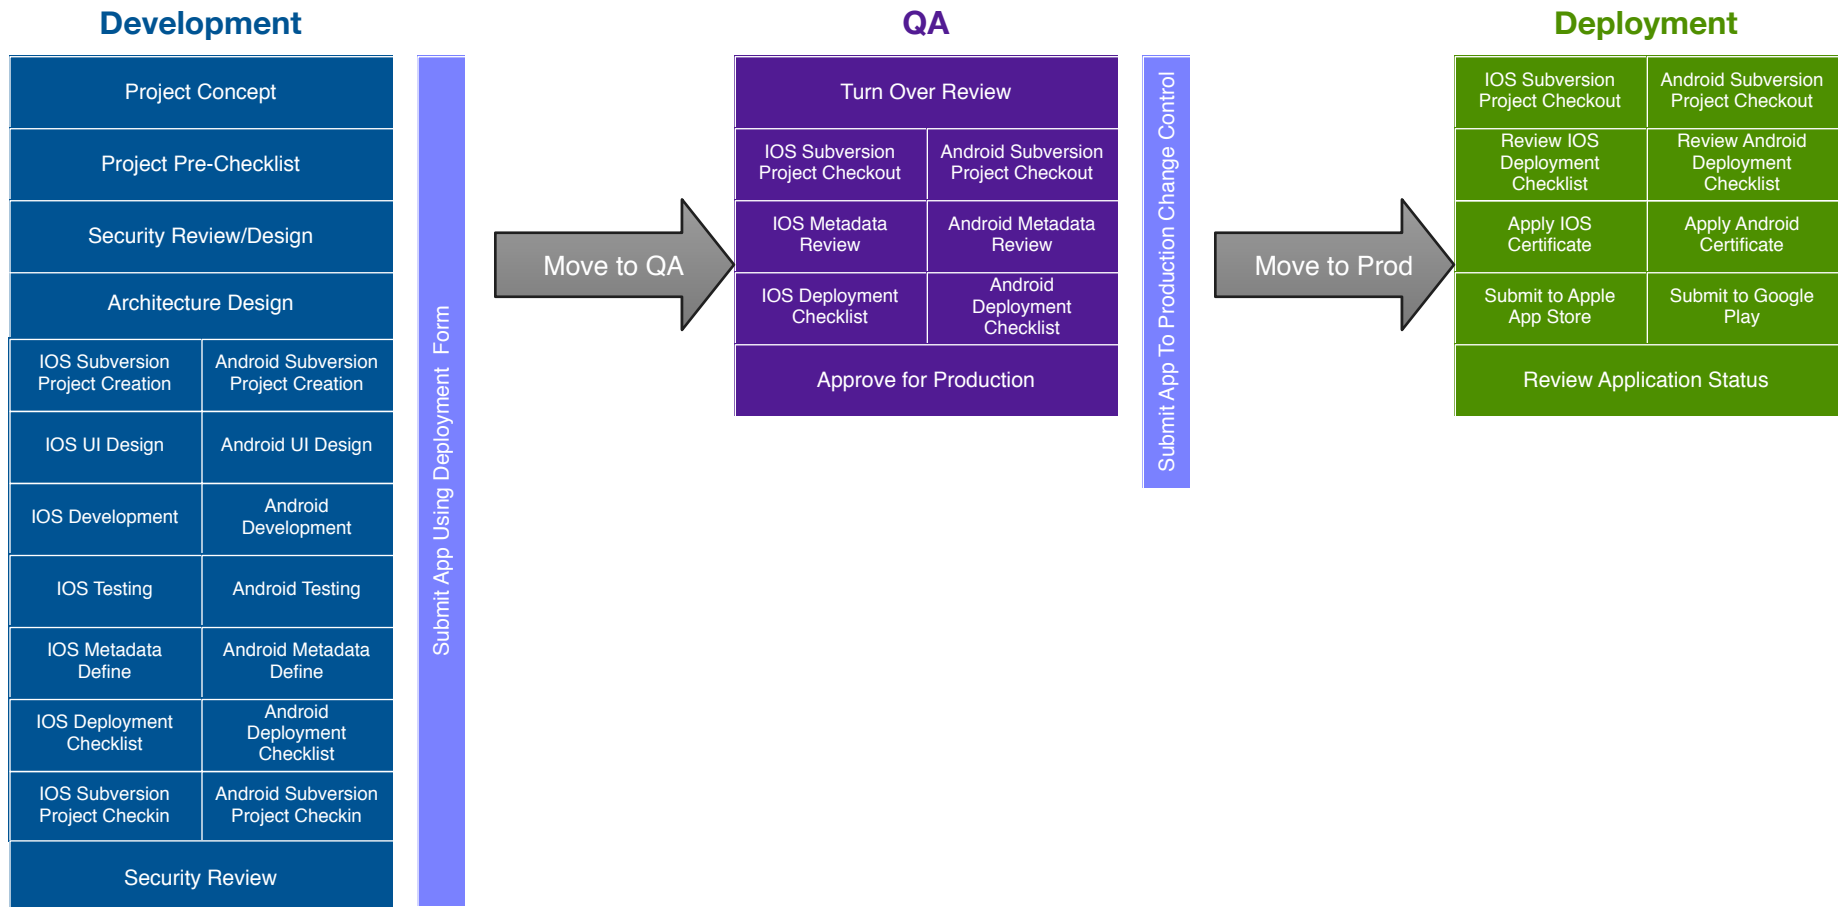 Development
Project Concept
Project Pre-Checklist
Security Review/Design
Architecture Design
IOS Subversion
Project Creation
Android Subversion
Project Creation
IOS UI Design
Android UI Design
IOS Development
Android
Development
IOS Testing
Android Testing
IOS Metadata
Define
Android Metadata
Define
IOS Deployment
Checklist
Android
Deployment
Checklist
IOS Subversion
Project Checkin
Android Subversion
Project Checkin
Security Review
Submit App Using Deployment Form
Move to QA
QA
Turn Over Review
IOS Subversion
Project Checkout
Android Subversion
Project Checkout
IOS Metadata
Review
Android Metadata
Review
IOS Deployment
Checklist
Android
Deployment
Checklist
Approve for Production
Submit App To Production Change Control
Move to Prod
Deployment
IOS Subversion
Project Checkout
Android Subversion
Project Checkout
Review IOS
Deployment
Checklist
Review Android
Deployment
Checklist
Apply IOS
Certificate
Apply Android
Certificate
Submit to Apple
App Store
Submit to Google
Play
Review Application Status